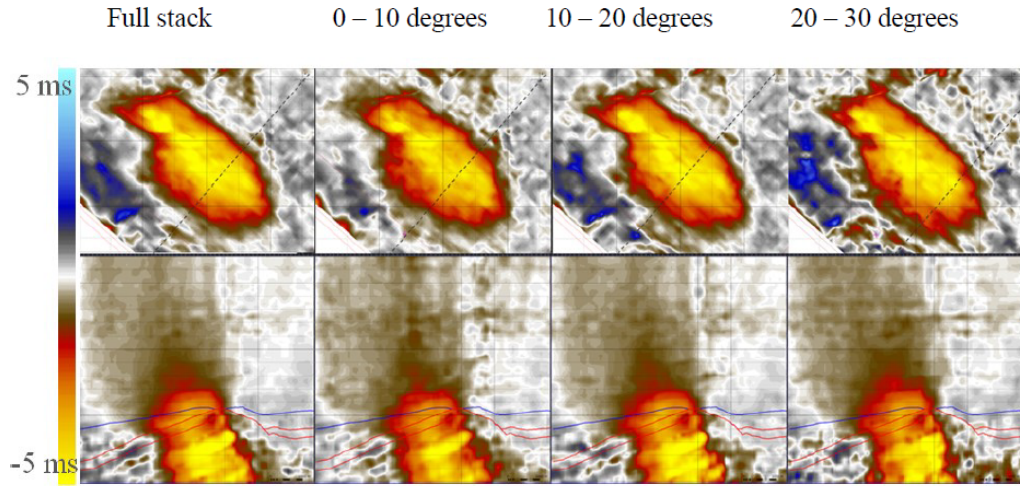 Full stack
0 – 10 degrees
10 – 20 degrees
20 – 30 degrees
5 ms
-5 ms